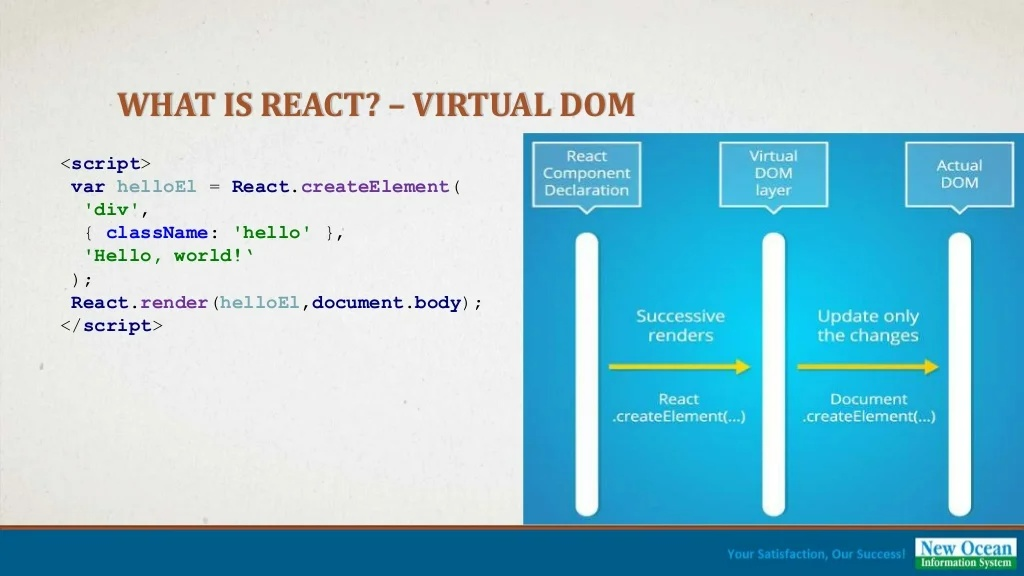 WHAT IS REACT? – VIRTUAL DOM
<script>
var helloEl = React.createElement(
'div',
{ className: 'hello' },
'Hello, world!‘
);
React.render(helloEl,document.body);
</script>
React
Component
Declaration
Virtual
DOM
layer
Actual
DOM
Successive
renders
Update only
the changes
React
.createElement(...)
Document
.createElement(...)
Your Satisfaction, Our Success!
New Ocean
Information System